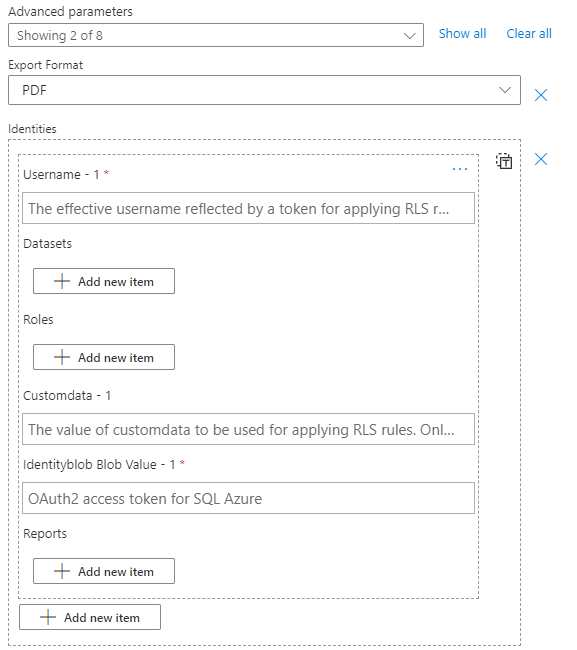 Advanced parameters
Showing 2 of 8
Show all
Clear all
Export Format
PDF
Identities
Username - 1 *
The effective username reflected by a token for applying RLS r...
Datasets
Add new item
Roles
Add new item
Customdata - 1
The value of customdata to be used for applying RLS rules. Onl...
Identityblob Blob Value - 1 *
OAuth2 access token for SQL Azure
Reports
Add new item
Add new item